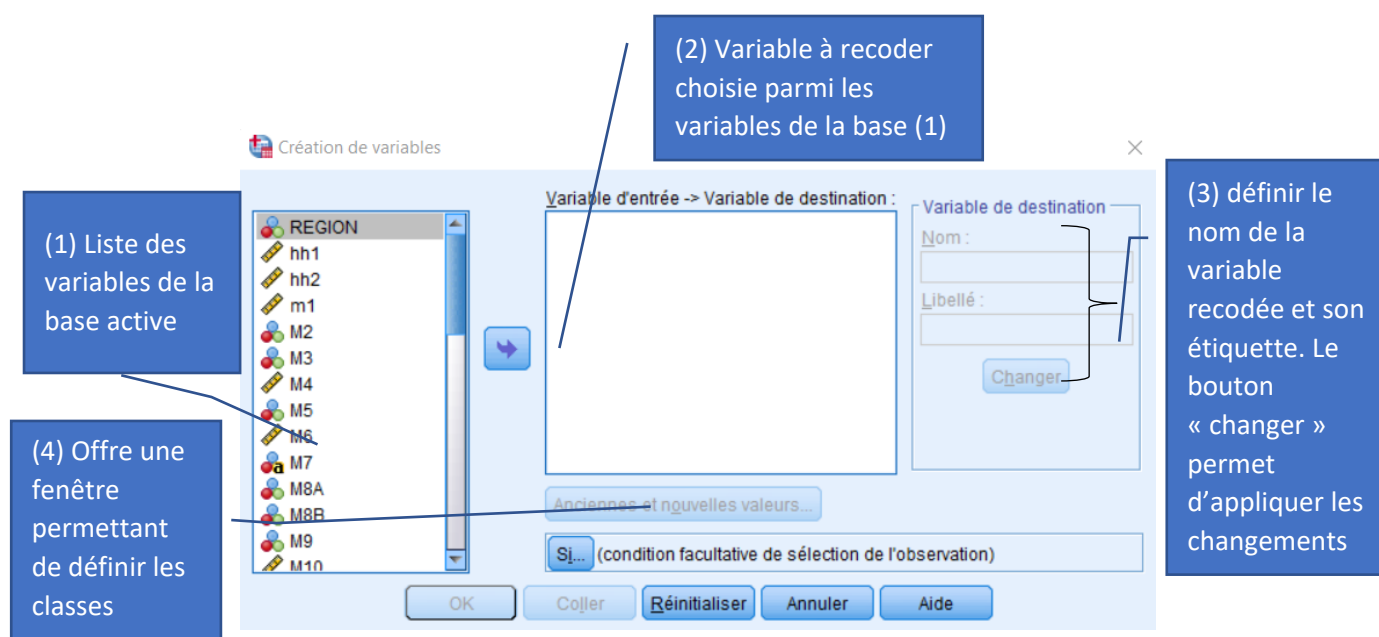 (2) Variable à recoder
choisie parmi les
variables de la base (1)
Création de variables
(1) Liste des
variables de la
base active
(4) Offre une
fenêtre
permettant
de définir les
classes
REGION
hh1
hh2
m1
M2
M3
M4
M5
M6
M7
M8A
M8B
M9
M10
Variable d'entrée -> Variable de destination :
Variable de destination
Nom :
Libellé :
Changer
Anciennes et nouvelles valeurs...
Si... (condition facultative de sélection de l'observation)
OK Coller Réinitialiser Annuler Aide
(3) définir le
nom de la
variable
recodée et son
étiquette. Le
bouton
« changer »
permet
d’appliquer les
changements